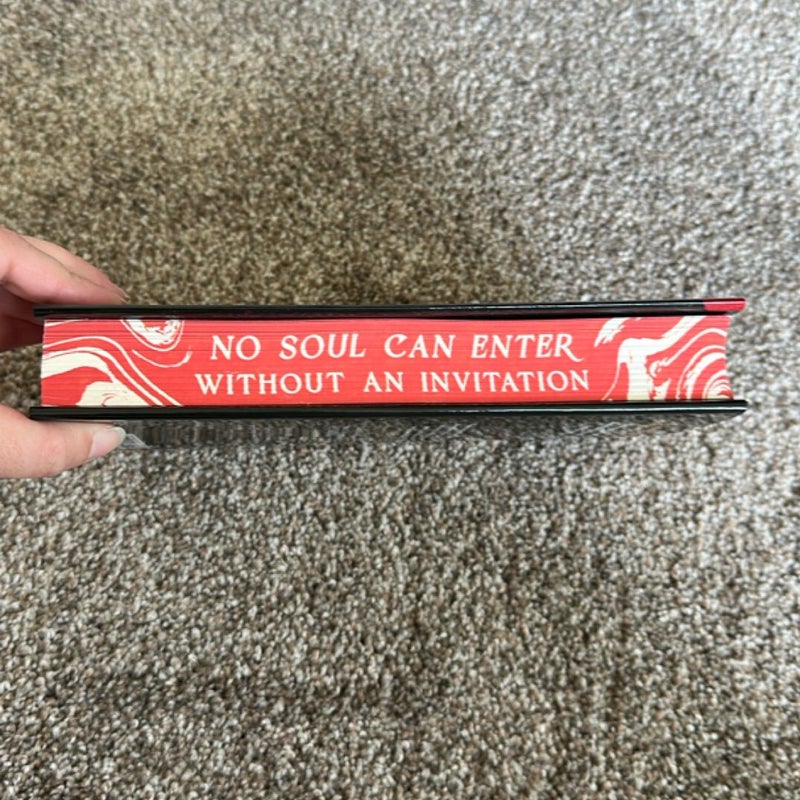 NO SOUL CAN ENTER
WITHOUT AN INVITATION